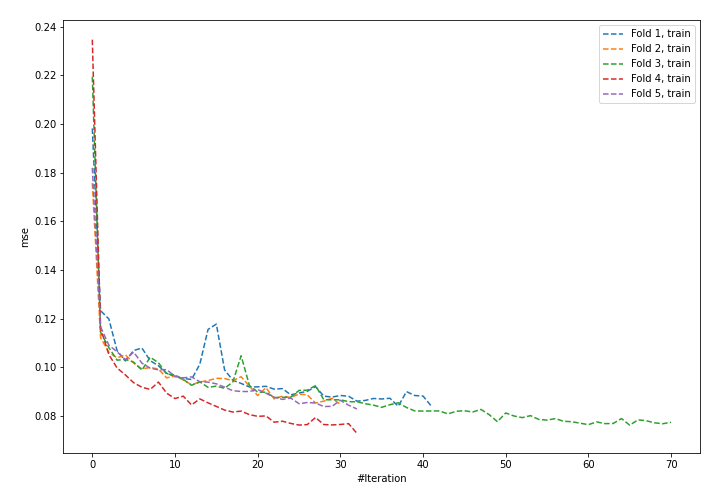 0.24
0.22
0.20
0.18
0.16
0.14
0.12
0.10
0.08
mse
0
10
20
30
40
50
60
70
#Iteration
Fold 1, train
Fold 2, train
Fold 3, train
Fold 4, train
Fold 5, train